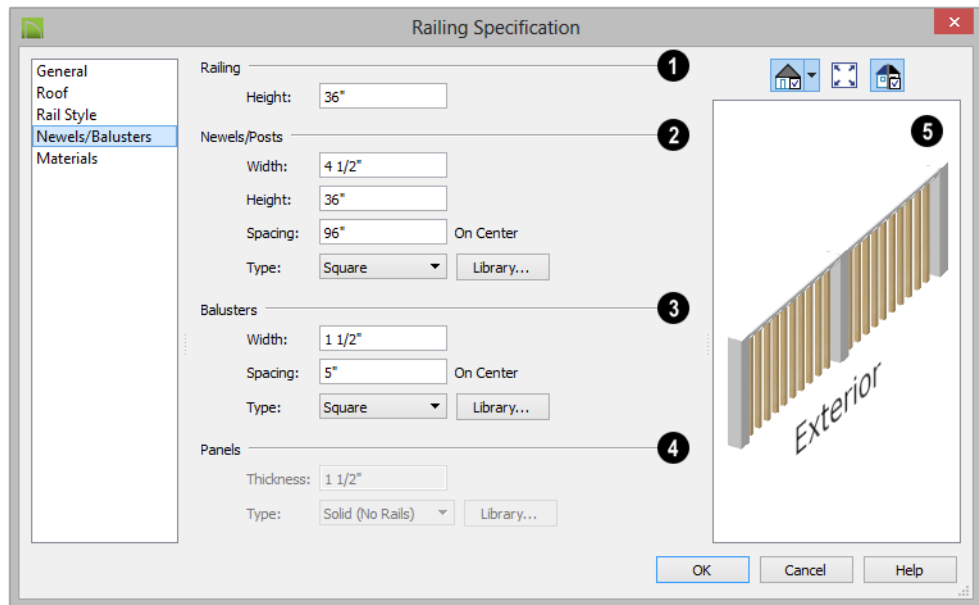 Railing Specification
General
Roof
Rail Style
Newels/Balusters
Materials
Railing 1
Height: 36"
Newels/Posts 2
Width: 4 1/2"
Height: 36"
Spacing: 96" On Center
Type: Square Library...
Balusters 3
Width: 1 1/2"
Spacing: 5" On Center
Type: Square Library...
Panels 4
Thickness: 1 1/2"
Type: Solid (No Rails) Library...
5
Exterior
OK Cancel Help